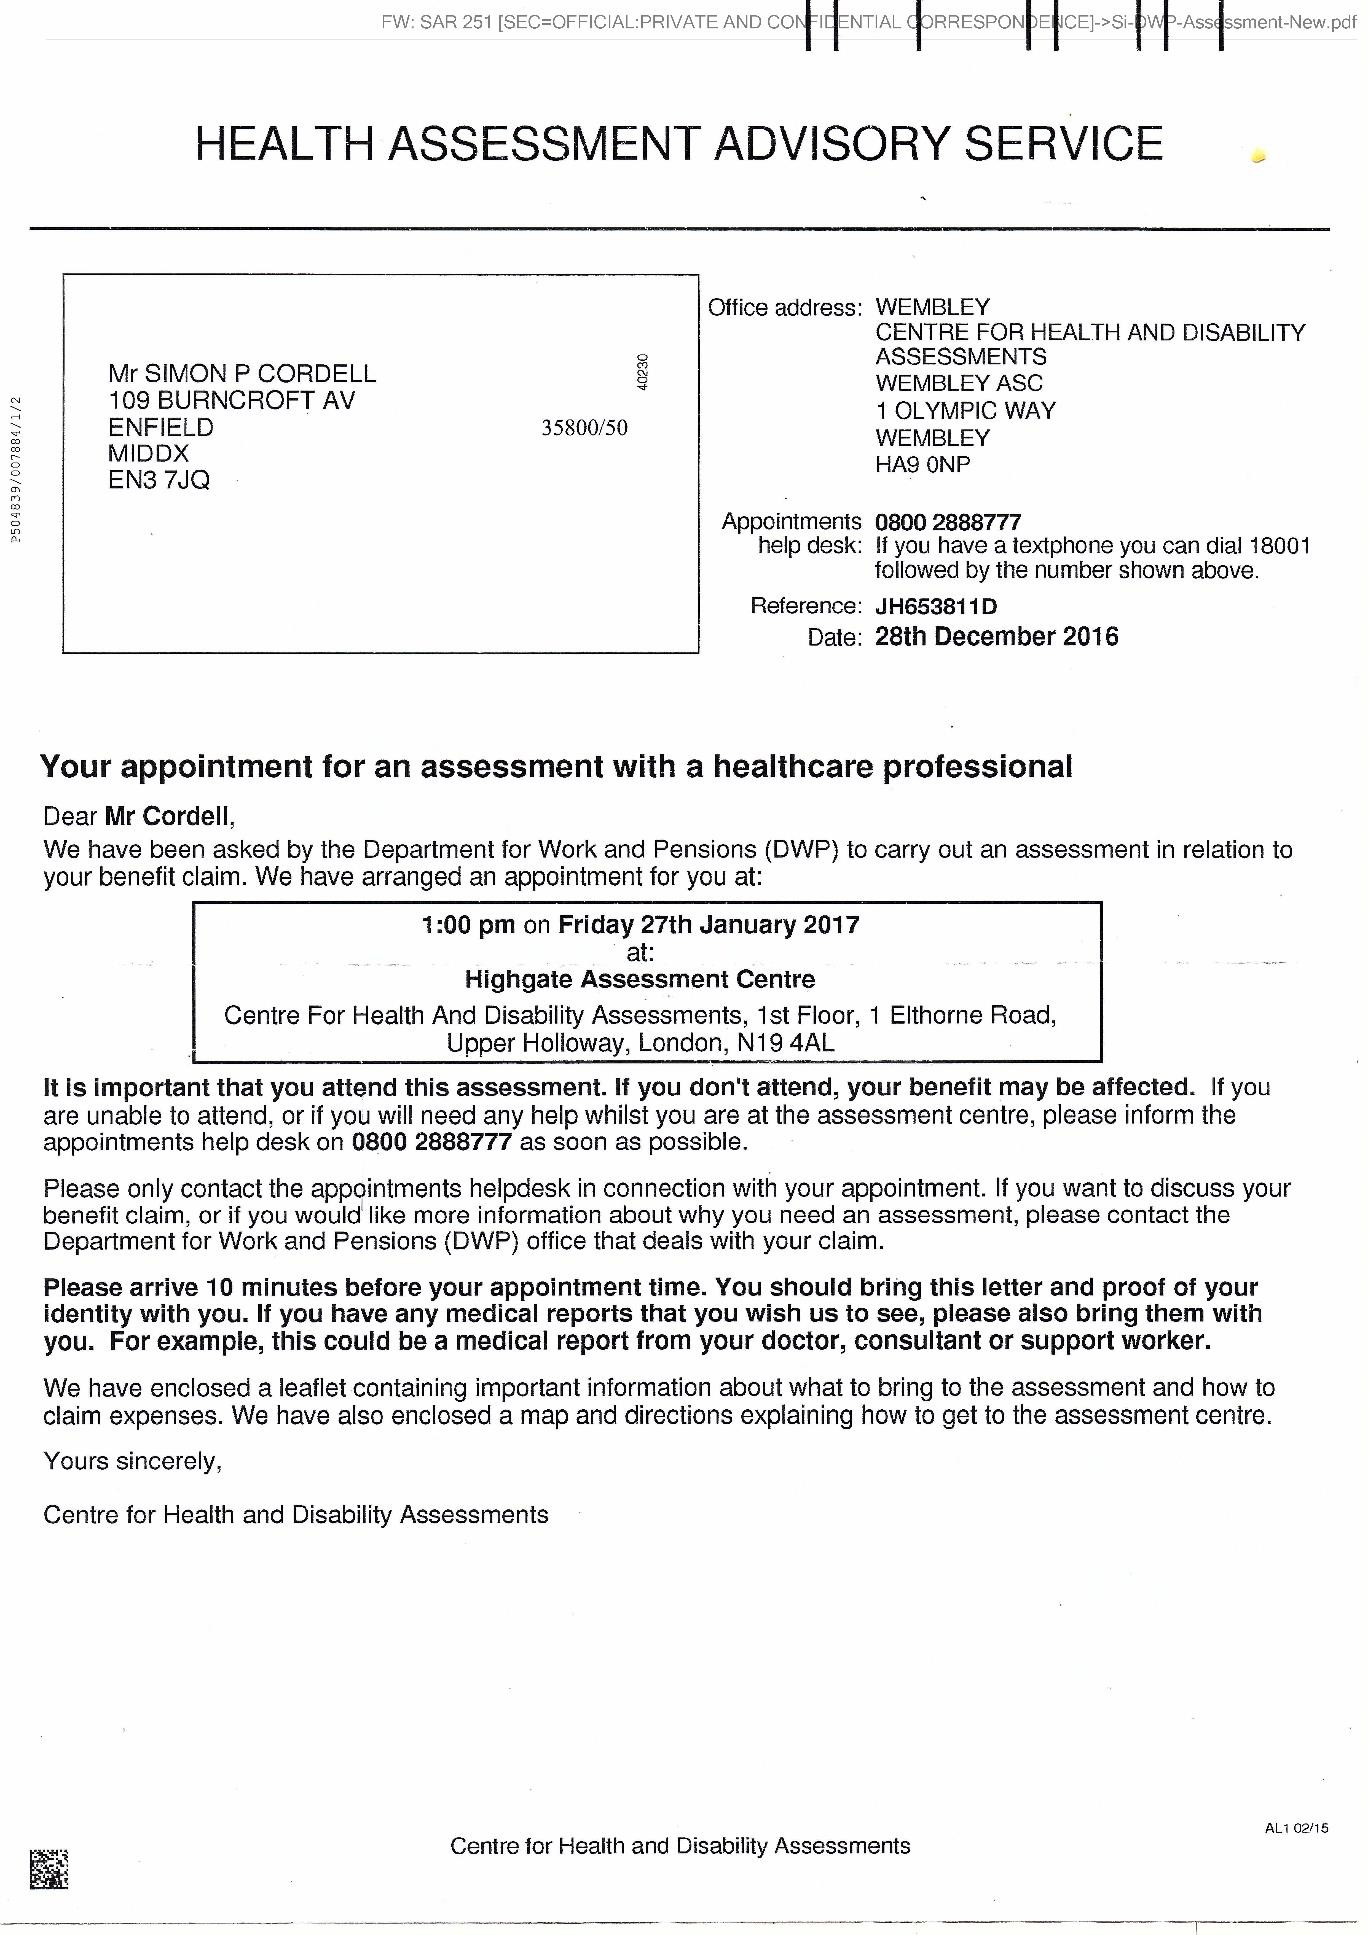 FW: SAR 251 [SEC=OFFICIAL:PRIVATE AND CONFIDENTIAL CORRESPONDENCE]->Si-DWP-Assessment-New.pdf
HEALTH ASSESSMENT ADVISORY SERVICE
Mr SIMON P CORDELL
109 BURNCROFT AV
ENFIELD
MIDDX
EN3 7JQ
35800/50
40230
P504839/007884/1/2
Office address: WEMBLEY
CENTRE FOR HEALTH AND DISABILITY
ASSESSMENTS
WEMBLEY ASC
1 OLYMPIC WAY
WEMBLEY
HA9 0NP
Appointments 0800 2888777
help desk: If you have a textphone you can dial 18001
followed by the number shown above.
Reference: JH653811D
Date: 28th December 2016
Your appointment for an assessment with a healthcare professional
Dear Mr Cordell,
We have been asked by the Department for Work and Pensions (DWP) to carry out an assessment in relation to
your benefit claim. We have arranged an appointment for you at:
1:00 pm on Friday 27th January 2017
at:
Highgate Assessment Centre
Centre For Health And Disability Assessments, 1st Floor, 1 Elthorne Road,
Upper Holloway, London, N19 4AL
It is important that you attend this assessment. If you don't attend, your benefit may be affected. If you
are unable to attend, or if you will need any help whilst you are at the assessment centre, please inform the
appointments help desk on 0800 2888777 as soon as possible.
Please only contact the appointments helpdesk in connection with your appointment. If you want to discuss your
benefit claim, or if you would like more information about why you need an assessment, please contact the
Department for Work and Pensions (DWP) office that deals with your claim.
Please arrive 10 minutes before your appointment time. You should bring this letter and proof of your
identity with you. If you have any medical reports that you wish us to see, please also bring them with
you. For example, this could be a medical report from your doctor, consultant or support worker.
We have enclosed a leaflet containing important information about what to bring to the assessment and how to
claim expenses. We have also enclosed a map and directions explaining how to get to the assessment centre.
Yours sincerely,
Centre for Health and Disability Assessments
AL1 02/15
Centre for Health and Disability Assessments